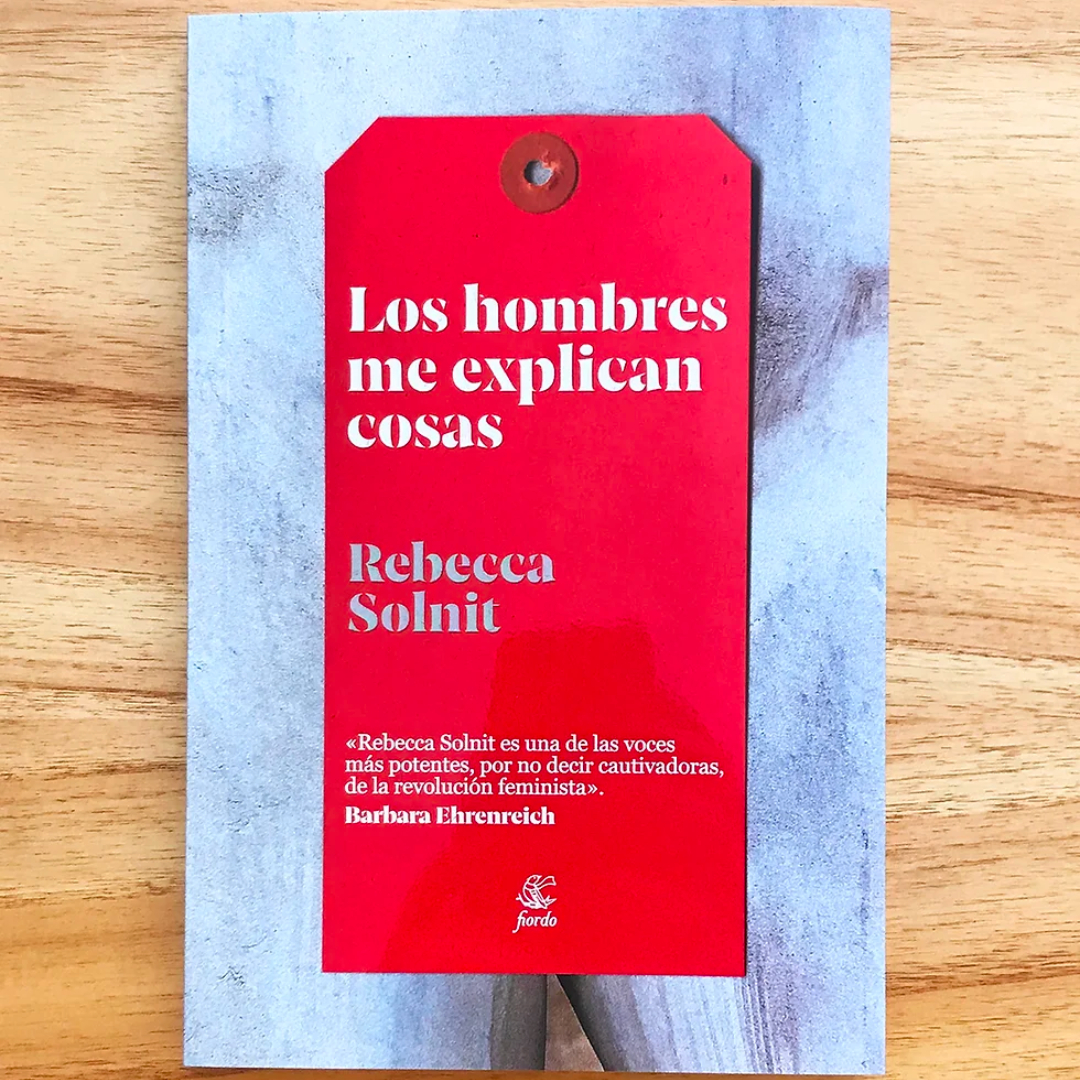 Los hombres
me explican
cosas
Rebecca
Solnit
«Rebecca Solnit es una de las voces
más potentes, por no decir cautivadoras,
de la revolución feminista».
Barbara Ehrenreich
fiordo